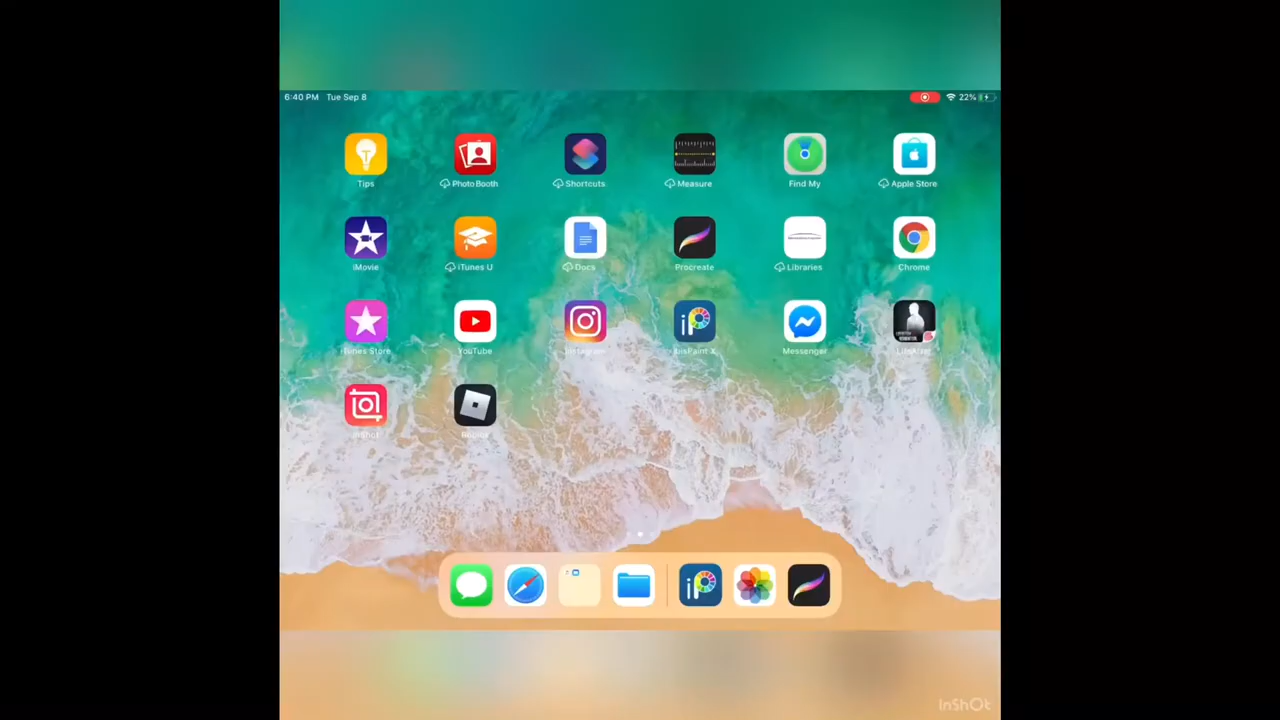 6:40 PM Tue Sep 8 22%
Tips Photo Booth Shortcuts Measure Find My Apple Store
iMovie iTunes U Docs Procreate Libraries Chrome
iTunes Store YouTube Instagram ibisPaint X Messenger
InShot Roblox
InShOt